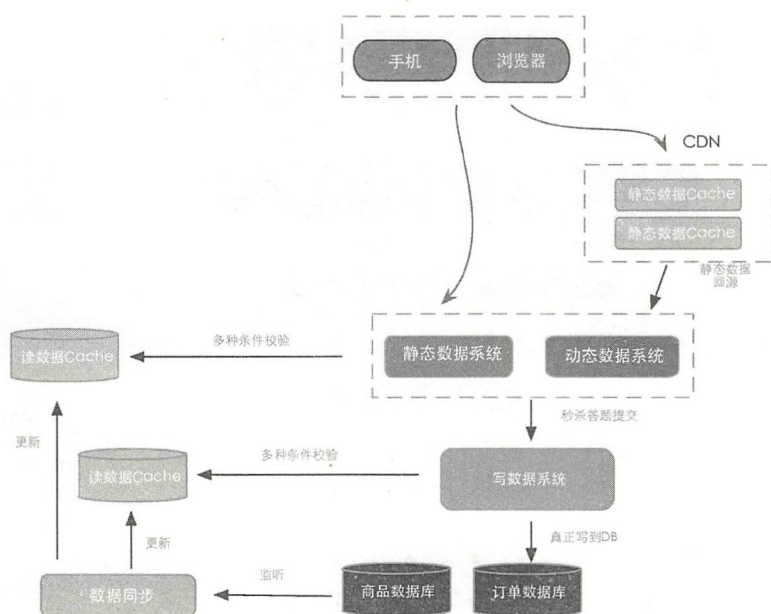 手机
浏览器
CDN
静态数据Cache
静态数据Cache
静态数据
回源
静态数据系统
动态数据系统
多种条件校验
读数据Cache
秒杀答题提交
更新
多种条件校验
读数据Cache
写数据系统
更新
真正写到DB
监听
数据同步
商品数据库
订单数据库